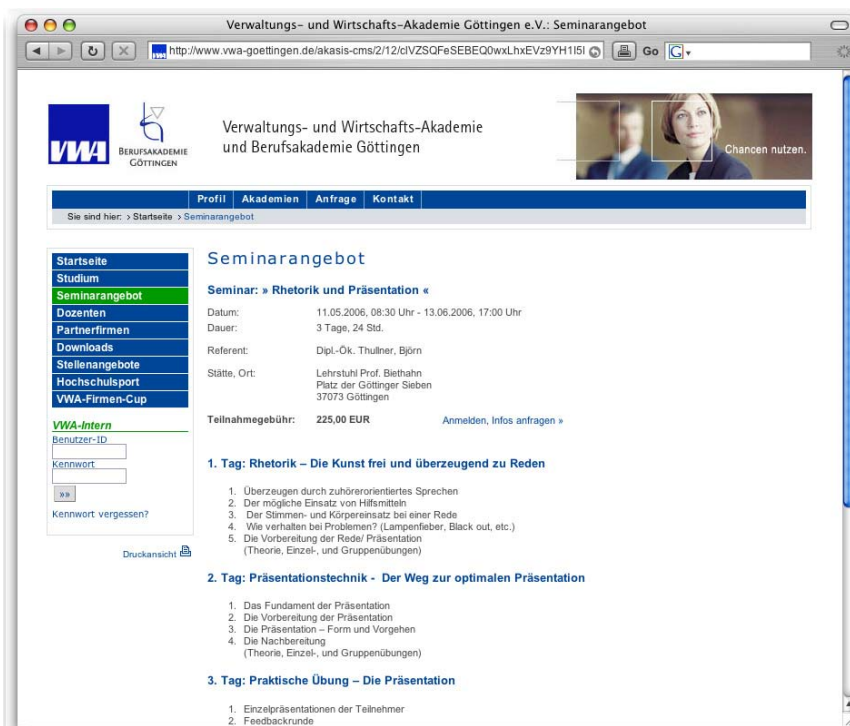 Verwaltungs- und Wirtschafts-Akademie Göttingen e.V.: Seminarangebot
http://www.vwa-goettingen.de/akasis-cms/2/12/
Go
G
VWA
BERUFSAKADEMIE
GÖTTINGEN
Verwaltungs- und Wirtschafts-Akademie
und Berufsakademie Göttingen
Chancen nutzen.
Profil Akademien Anfrage Kontakt
Sie sind hier: > Startseite > Seminarangebot
Startseite
Studium
Seminarangebot
Dozenten
Partnerfirmen
Downloads
Stellenangebote
Hochschulsport
VWA-Firmen-Cup
VWA-Intern
Benutzer-ID
Kennwort
»»
Kennwort vergessen?
Druckansicht
Seminarangebot
Seminar: » Rhetorik und Präsentation «
Datum: 11.05.2006, 08:30 Uhr - 13.06.2006, 17:00 Uhr
Dauer: 3 Tage, 24 Std.
Referent: Dipl.-Ök. Thullner, Björn
Stätte, Ort: Lehrstuhl Prof. Biethahn
Platz der Göttinger Sieben
37073 Göttingen
Teilnahmegebühr: 225,00 EUR Anmelden, Infos anfragen »
1. Tag: Rhetorik – Die Kunst frei und überzeugend zu Reden
1. Überzeugen durch zuhörerorientiertes Sprechen
2. Der mögliche Einsatz von Hilfsmitteln
3. Der Stimmen- und Körpereinsatz bei einer Rede
4. Wie verhalten bei Problemen? (Lampenfieber, Black out, etc.)
5. Die Vorbereitung der Rede/ Präsentation
(Theorie, Einzel-, und Gruppenübungen)
2. Tag: Präsentationstechnik - Der Weg zur optimalen Präsentation
1. Das Fundament der Präsentation
2. Die Vorbereitung der Präsentation
3. Die Präsentation – Form und Vorgehen
4. Die Nachbereitung
(Theorie, Einzel-, und Gruppenübungen)
3. Tag: Praktische Übung – Die Präsentation
1. Einzelpräsentationen der Teilnehmer
2. Feedbackrunde